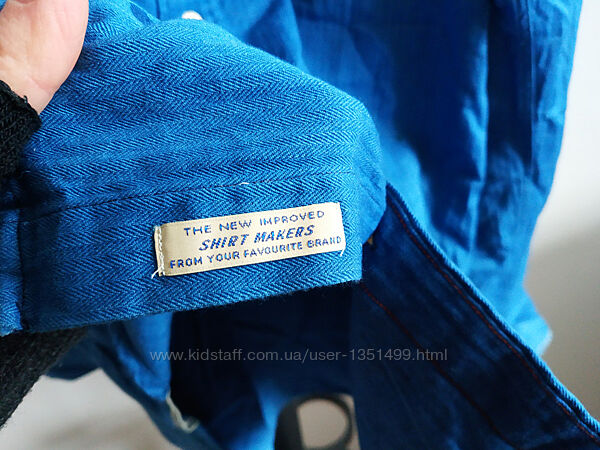 THE NEW IMPROVED
SHIRT MAKERS
FROM YOUR FAVOURITE BRAND
www.kidstaff.com.ua/user-1351499.html